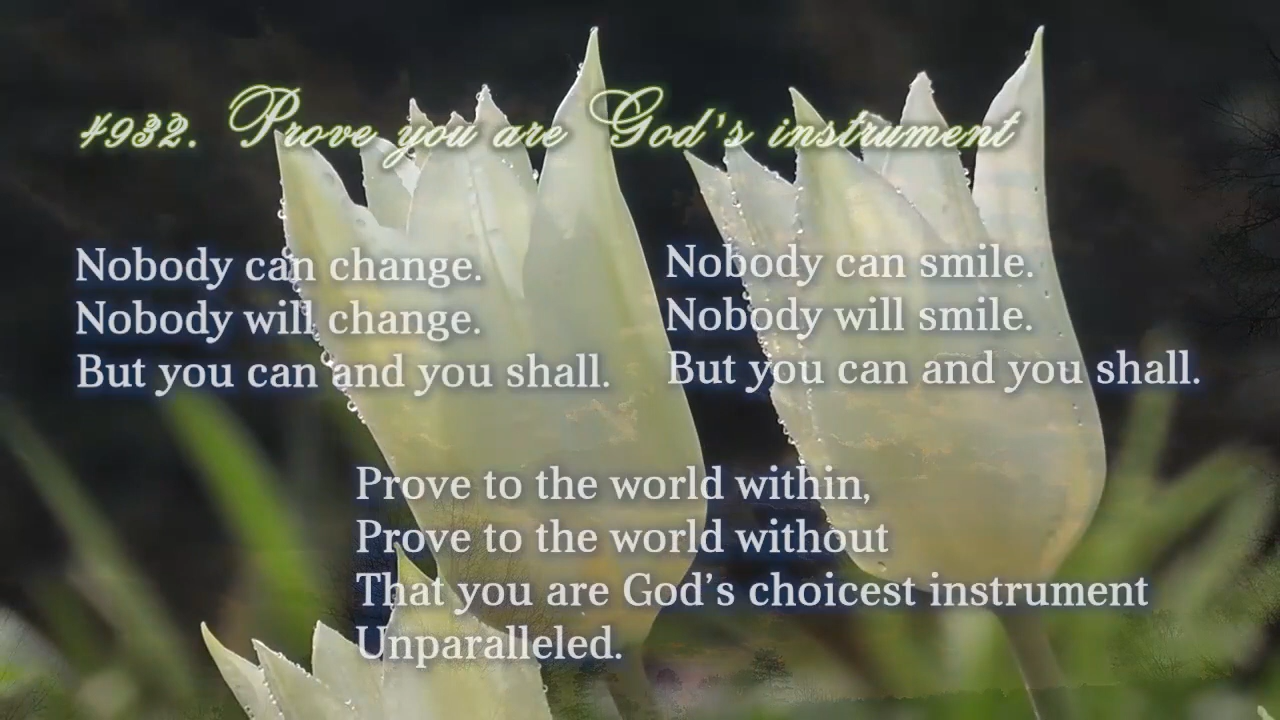 4932. Prove you are God's instrument
Nobody can change.
Nobody will change.
But you can and you shall.
Nobody can smile.
Nobody will smile.
But you can and you shall.
Prove to the world within,
Prove to the world without
That you are God’s choicest instrument
Unparalleled.